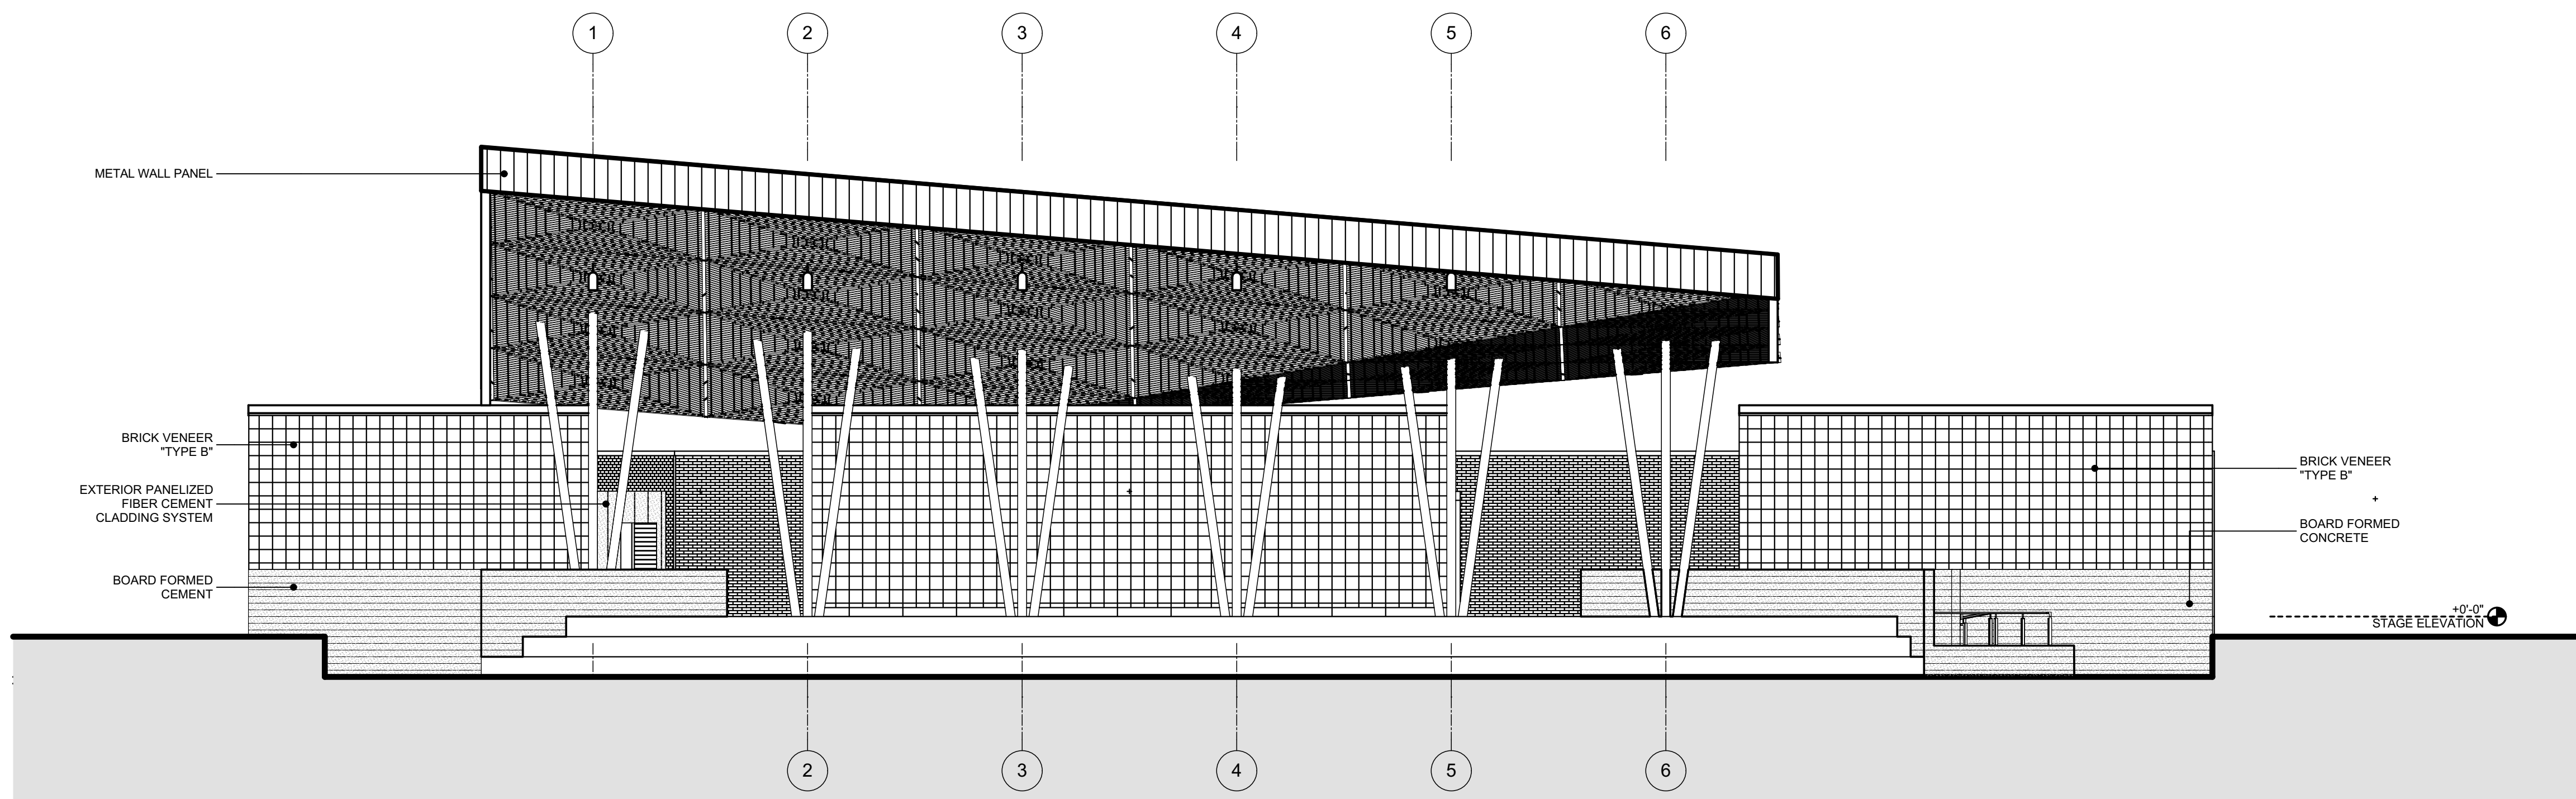 1 2 3 4 5 6
METAL WALL PANEL
BRICK VENEER
"TYPE B"
EXTERIOR PANELIZED
FIBER CEMENT
CLADDING SYSTEM
BOARD FORMED
CEMENT
BRICK VENEER
"TYPE B"
BOARD FORMED
CONCRETE
+0'-0"
STAGE ELEVATION
2 3 4 5 6